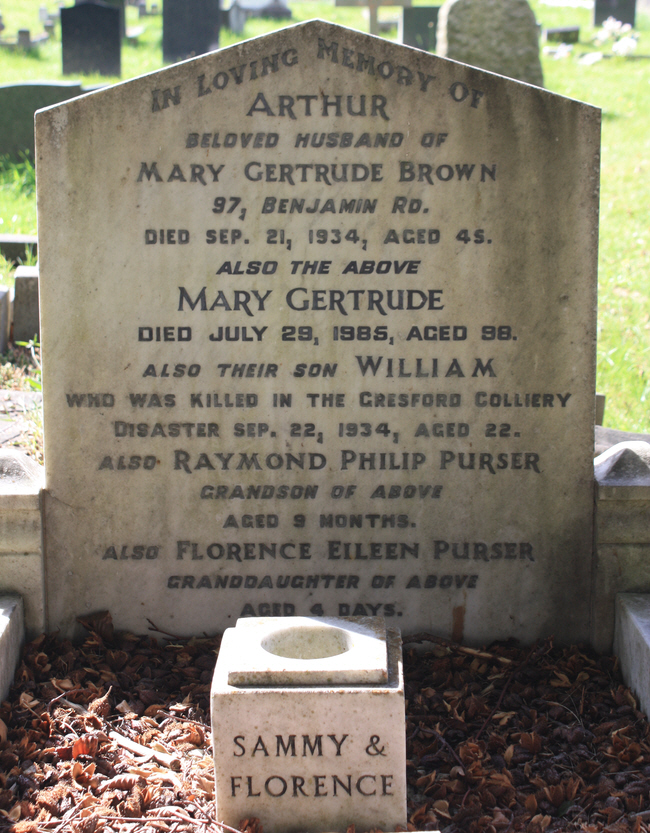 IN LOVING MEMORY OF
ARTHUR
BELOVED HUSBAND OF
MARY GERTRUDE BROWN
97, BENJAMIN RD.
DIED SEP. 21, 1934, AGED 45.
ALSO THE ABOVE
MARY GERTRUDE
DIED JULY 29, 1985, AGED 98.
ALSO THEIR SON WILLIAM
WHO WAS KILLED IN THE GRESFORD COLLIERY
DISASTER SEP. 22, 1934, AGED 22.
ALSO RAYMOND PHILIP PURSER
GRANDSON OF ABOVE
AGED 9 MONTHS.
ALSO FLORENCE EILEEN PURSER
GRANDDAUGHTER OF ABOVE
AGED 4 DAYS.
SAMMY &
FLORENCE